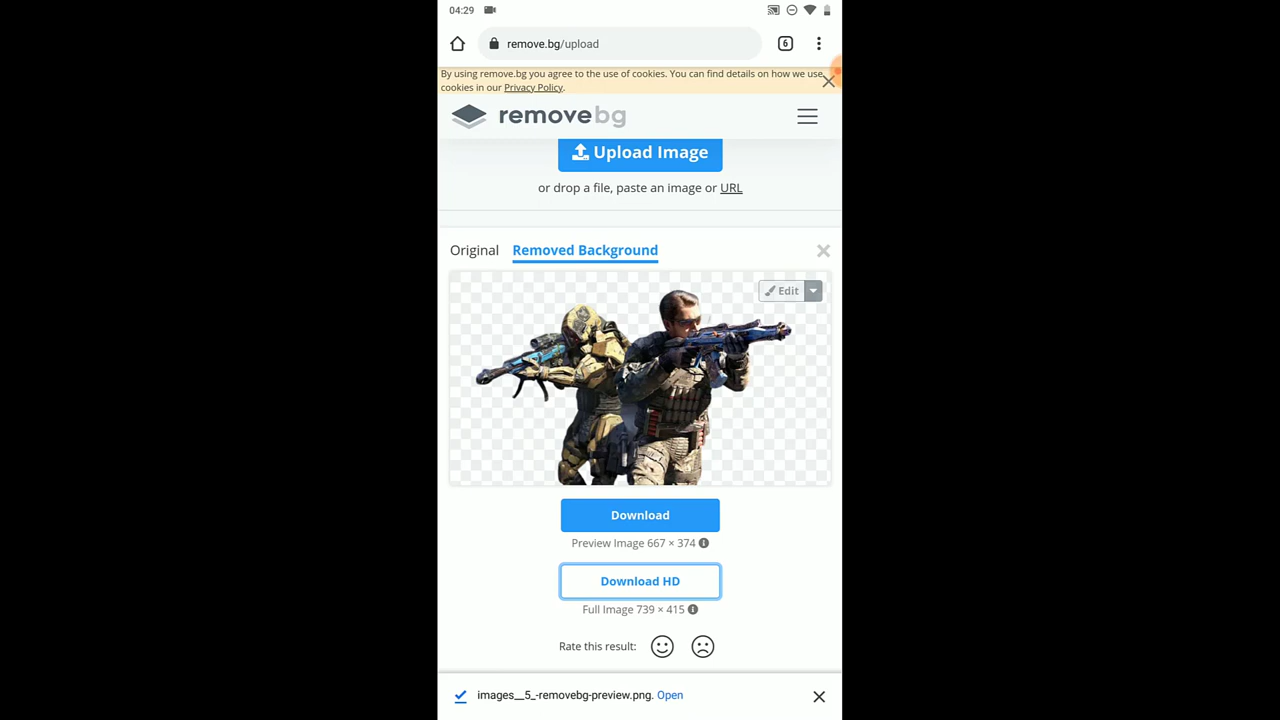 04:29
remove.bg/upload
6
By using remove.bg you agree to the use of cookies. You can find details on how we use
cookies in our Privacy Policy.
removebg
Upload Image
or drop a file, paste an image or URL
Original Removed Background
Edit
Download
Preview Image 667 × 374
Download HD
Full Image 739 × 415
Rate this result:
images__5_-removebg-preview.png. Open